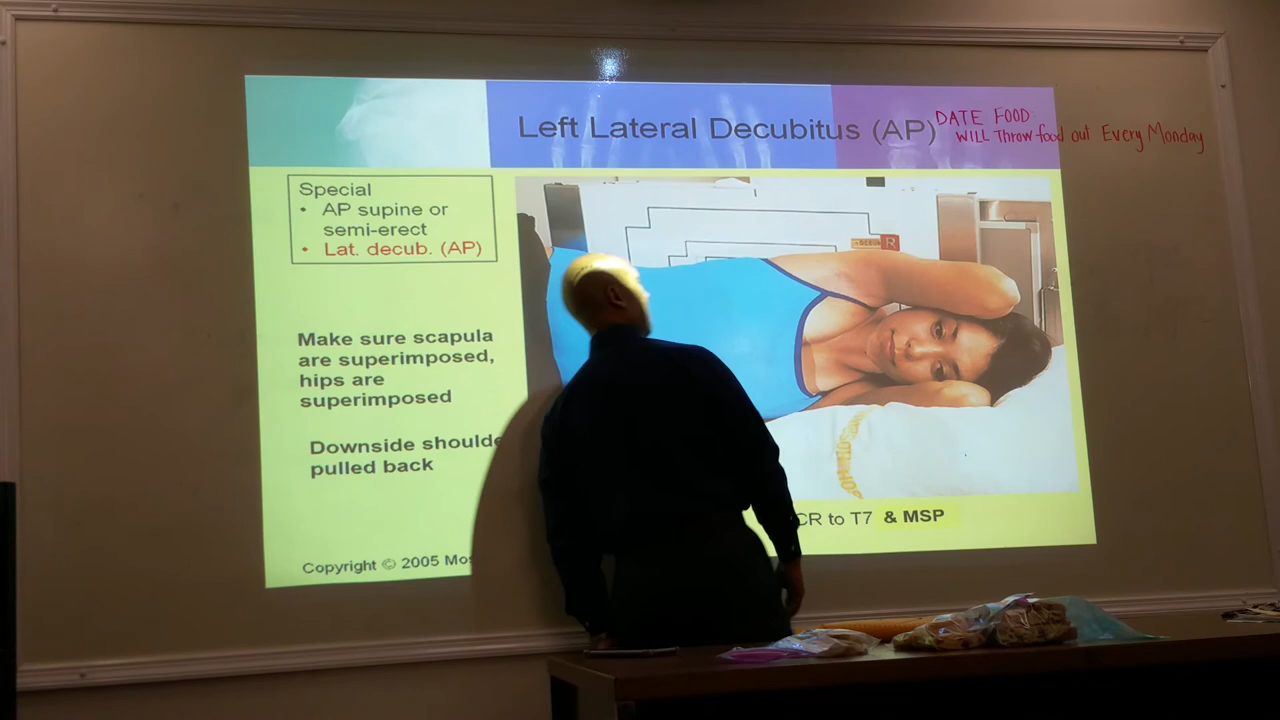 Left Lateral Decubitus (AP)
DATE FOOD
WILL Throw food out Every Monday
Special
• AP supine or
semi-erect
• Lat. decub. (AP)
R
Make sure scapula
are superimposed,
hips are
superimposed
Downside shoulde
pulled back
CR to T7 & MSP
Copyright © 2005 Mos